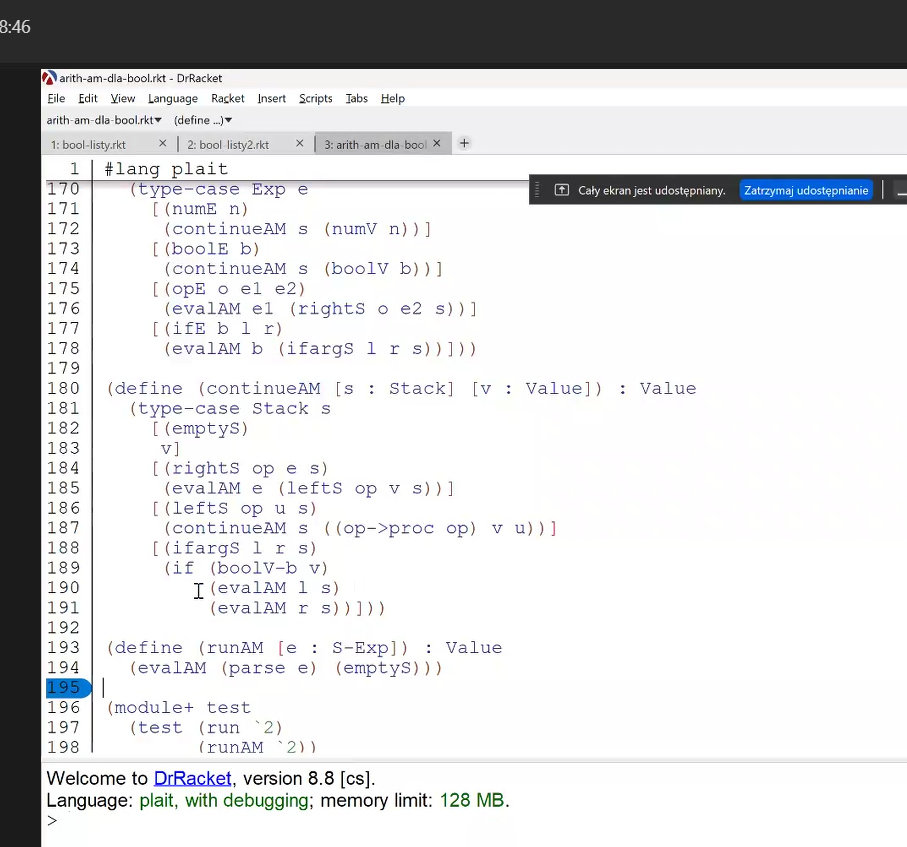 8:46
arith-am-dla-bool.rkt - DrRacket
File Edit View Language Racket Insert Scripts Tabs Help
arith-am-dla-bool.rkt▾ (define ...)▾
1: bool-listy.rkt × 2: bool-listy2.rkt × 3: arith-am-dla-bool × +
1 #lang plait
Cały ekran jest udostępniany. Zatrzymaj udostępnianie
170 (type-case Exp e
171 [(numE n)
172 (continueAM s (numV n))]
173 [(boolE b)
174 (continueAM s (boolV b))]
175 [(opE o e1 e2)
176 (evalAM e1 (rightS o e2 s))]
177 [(ifE b l r)
178 (evalAM b (ifargS l r s))]))
179
180 (define (continueAM [s : Stack] [v : Value]) : Value
181 (type-case Stack s
182 [(emptyS)
183 v]
184 [(rightS op e s)
185 (evalAM e (leftS op v s))]
186 [(leftS op u s)
187 (continueAM s ((op->proc op) v u))]
188 [(ifargS l r s)
189 (if (boolV-b v)
190 (evalAM l s)
191 (evalAM r s))]))
192
193 (define (runAM [e : S-Exp]) : Value
194 (evalAM (parse e) (emptyS)))
195
196 (module+ test
197 (test (run `2)
198 (runAM `2))
Welcome to DrRacket, version 8.8 [cs].
Language: plait, with debugging; memory limit: 128 MB.
>